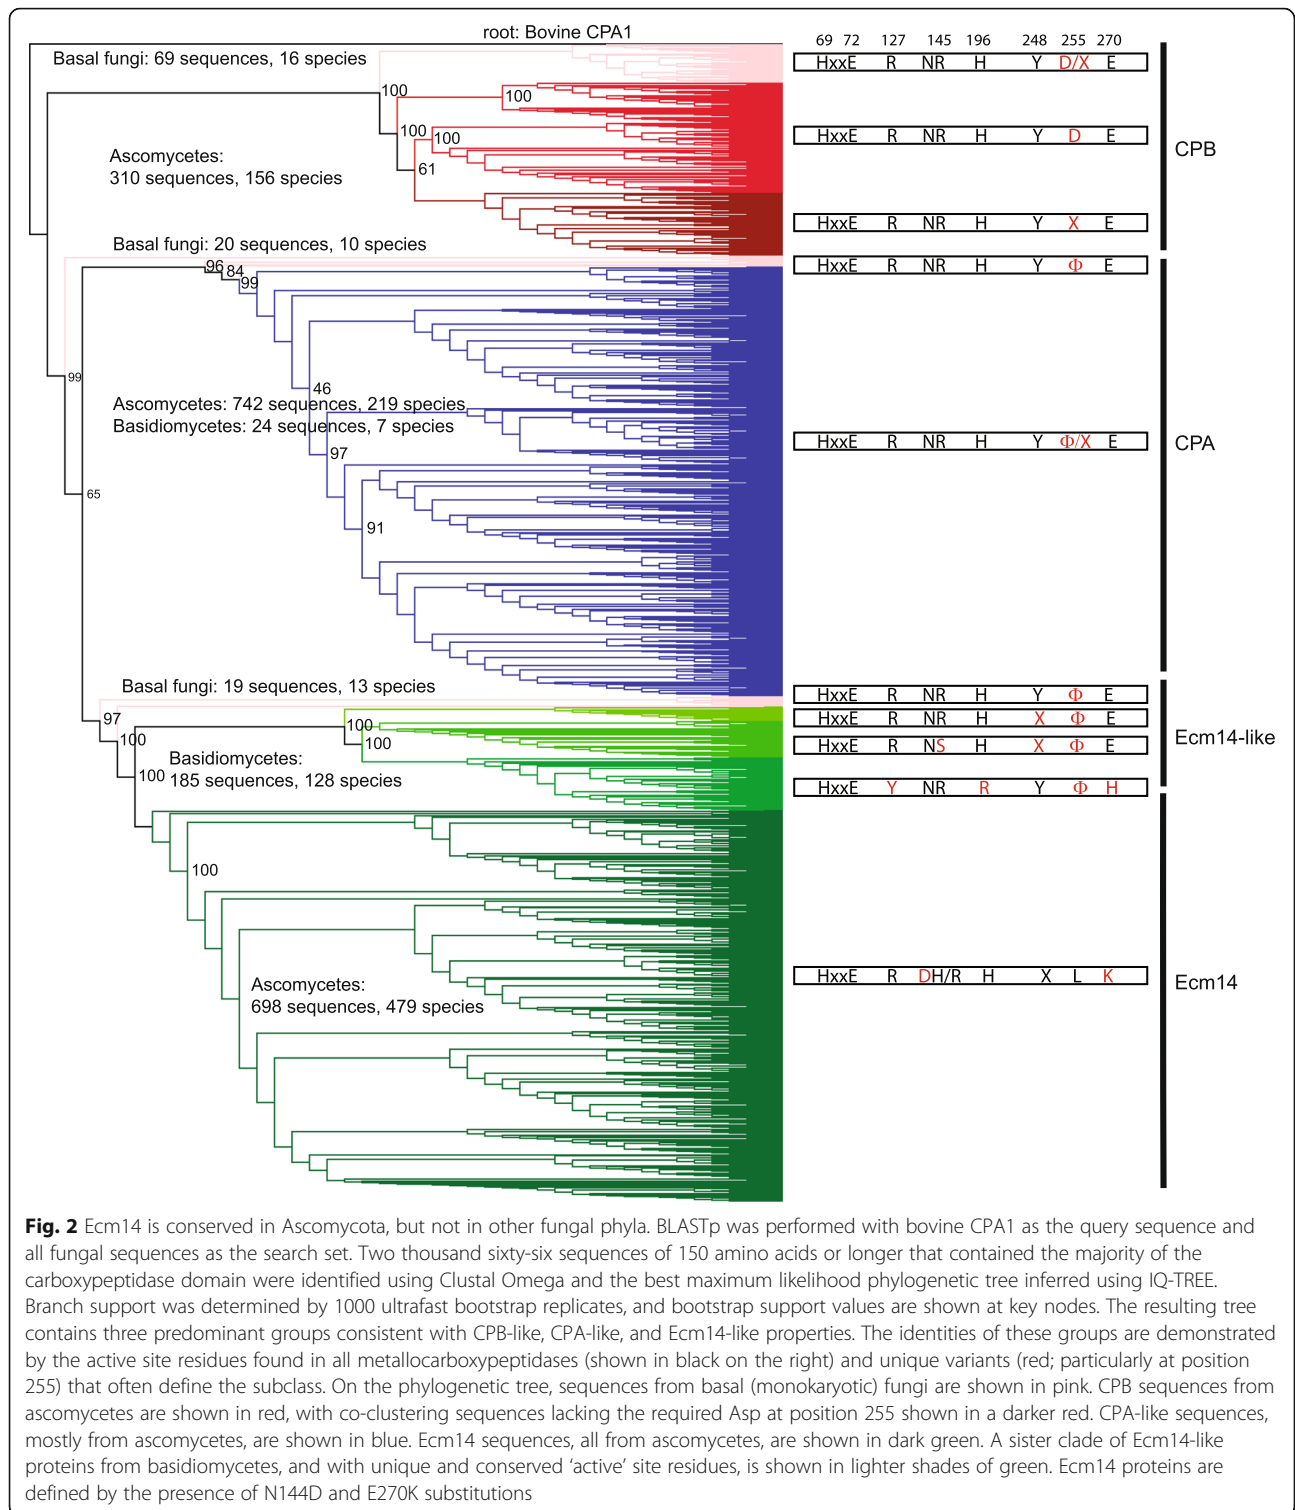 root: Bovine CPA1
69 72 127 145 196 248 255 270
Basal fungi: 69 sequences, 16 species
HxxE R NR H Y D/X E
100
100
100
100
HxxE R NR H Y D E
CPB
Ascomycetes:
310 sequences, 156 species
61
HxxE R NR H Y X E
Basal fungi: 20 sequences, 10 species
96
84
99
HxxE R NR H Y Φ E
99
46
Ascomycetes: 742 sequences, 219 species
Basidiomycetes: 24 sequences, 7 species
HxxE R NR H Y Φ/X E
CPA
97
65
91
Basal fungi: 19 sequences, 13 species
HxxE R NR H Y Φ E
97
100
100
HxxE R NR H X Φ E
100
HxxE R NS H X Φ E
Ecm14-like
Basidiomycetes:
185 sequences, 128 species
100
HxxE Y NR R Y Φ H
100
Ascomycetes:
698 sequences, 479 species
HxxE R DH/R H X L K
Ecm14
Fig. 2 Ecm14 is conserved in Ascomycota, but not in other fungal phyla. BLASTp was performed with bovine CPA1 as the query sequence and
all fungal sequences as the search set. Two thousand sixty-six sequences of 150 amino acids or longer that contained the majority of the
carboxypeptidase domain were identified using Clustal Omega and the best maximum likelihood phylogenetic tree inferred using IQ-TREE.
Branch support was determined by 1000 ultrafast bootstrap replicates, and bootstrap support values are shown at key nodes. The resulting tree
contains three predominant groups consistent with CPB-like, CPA-like, and Ecm14-like properties. The identities of these groups are demonstrated
by the active site residues found in all metallocarboxypeptidases (shown in black on the right) and unique variants (red; particularly at position
255) that often define the subclass. On the phylogenetic tree, sequences from basal (monokaryotic) fungi are shown in pink. CPB sequences from
ascomycetes are shown in red, with co-clustering sequences lacking the required Asp at position 255 shown in a darker red. CPA-like sequences,
mostly from ascomycetes, are shown in blue. Ecm14 sequences, all from ascomycetes, are shown in dark green. A sister clade of Ecm14-like
proteins from basidiomycetes, and with unique and conserved 'active' site residues, is shown in lighter shades of green. Ecm14 proteins are
defined by the presence of N144D and E270K substitutions